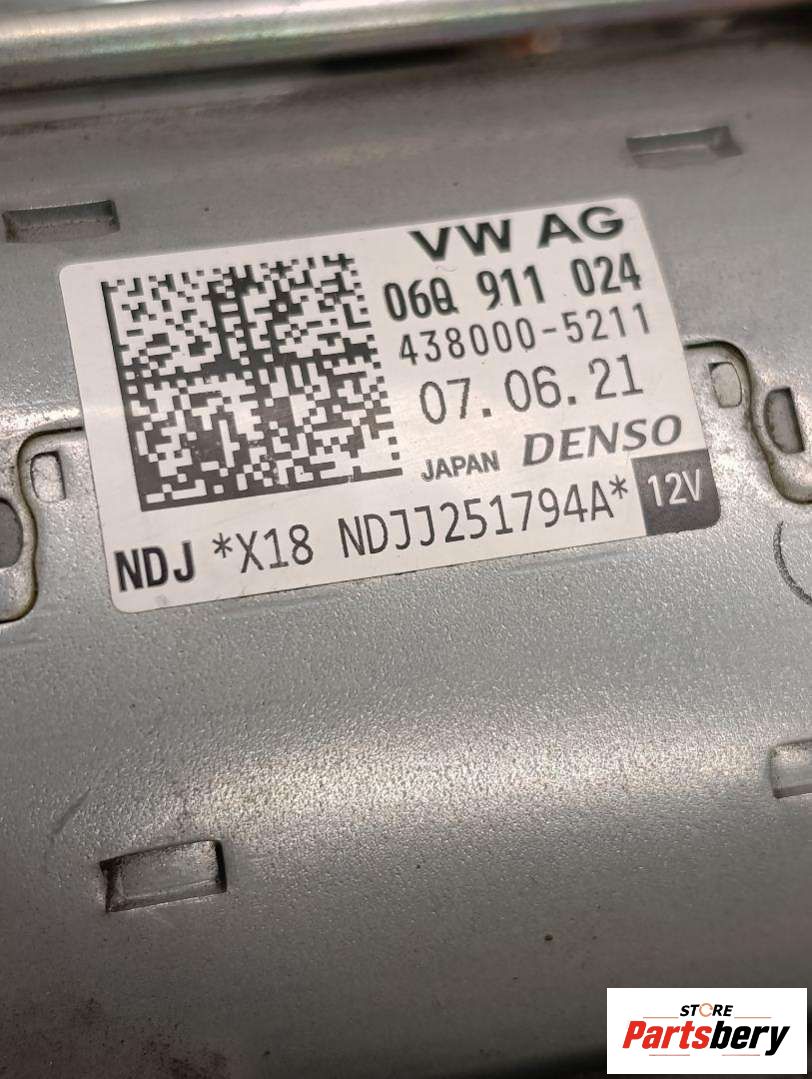 VW AG
06Q 911 024
438000-5211
07.06.21
JAPAN DENSO
NDJ *X18 NDJJ251794A* 12V
STORE
Partsbery